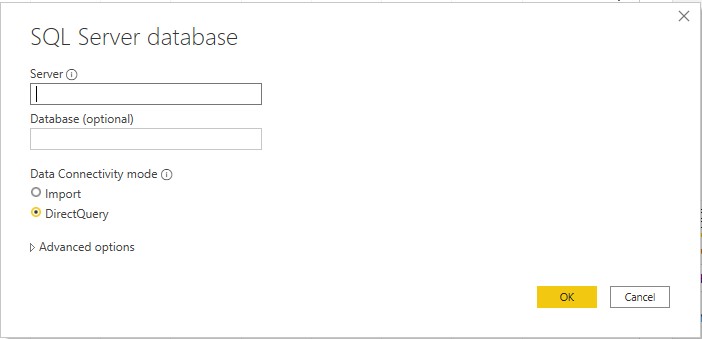 SQL Server database
Server
Database (optional)
Data Connectivity mode
Import
DirectQuery
Advanced options
OK Cancel